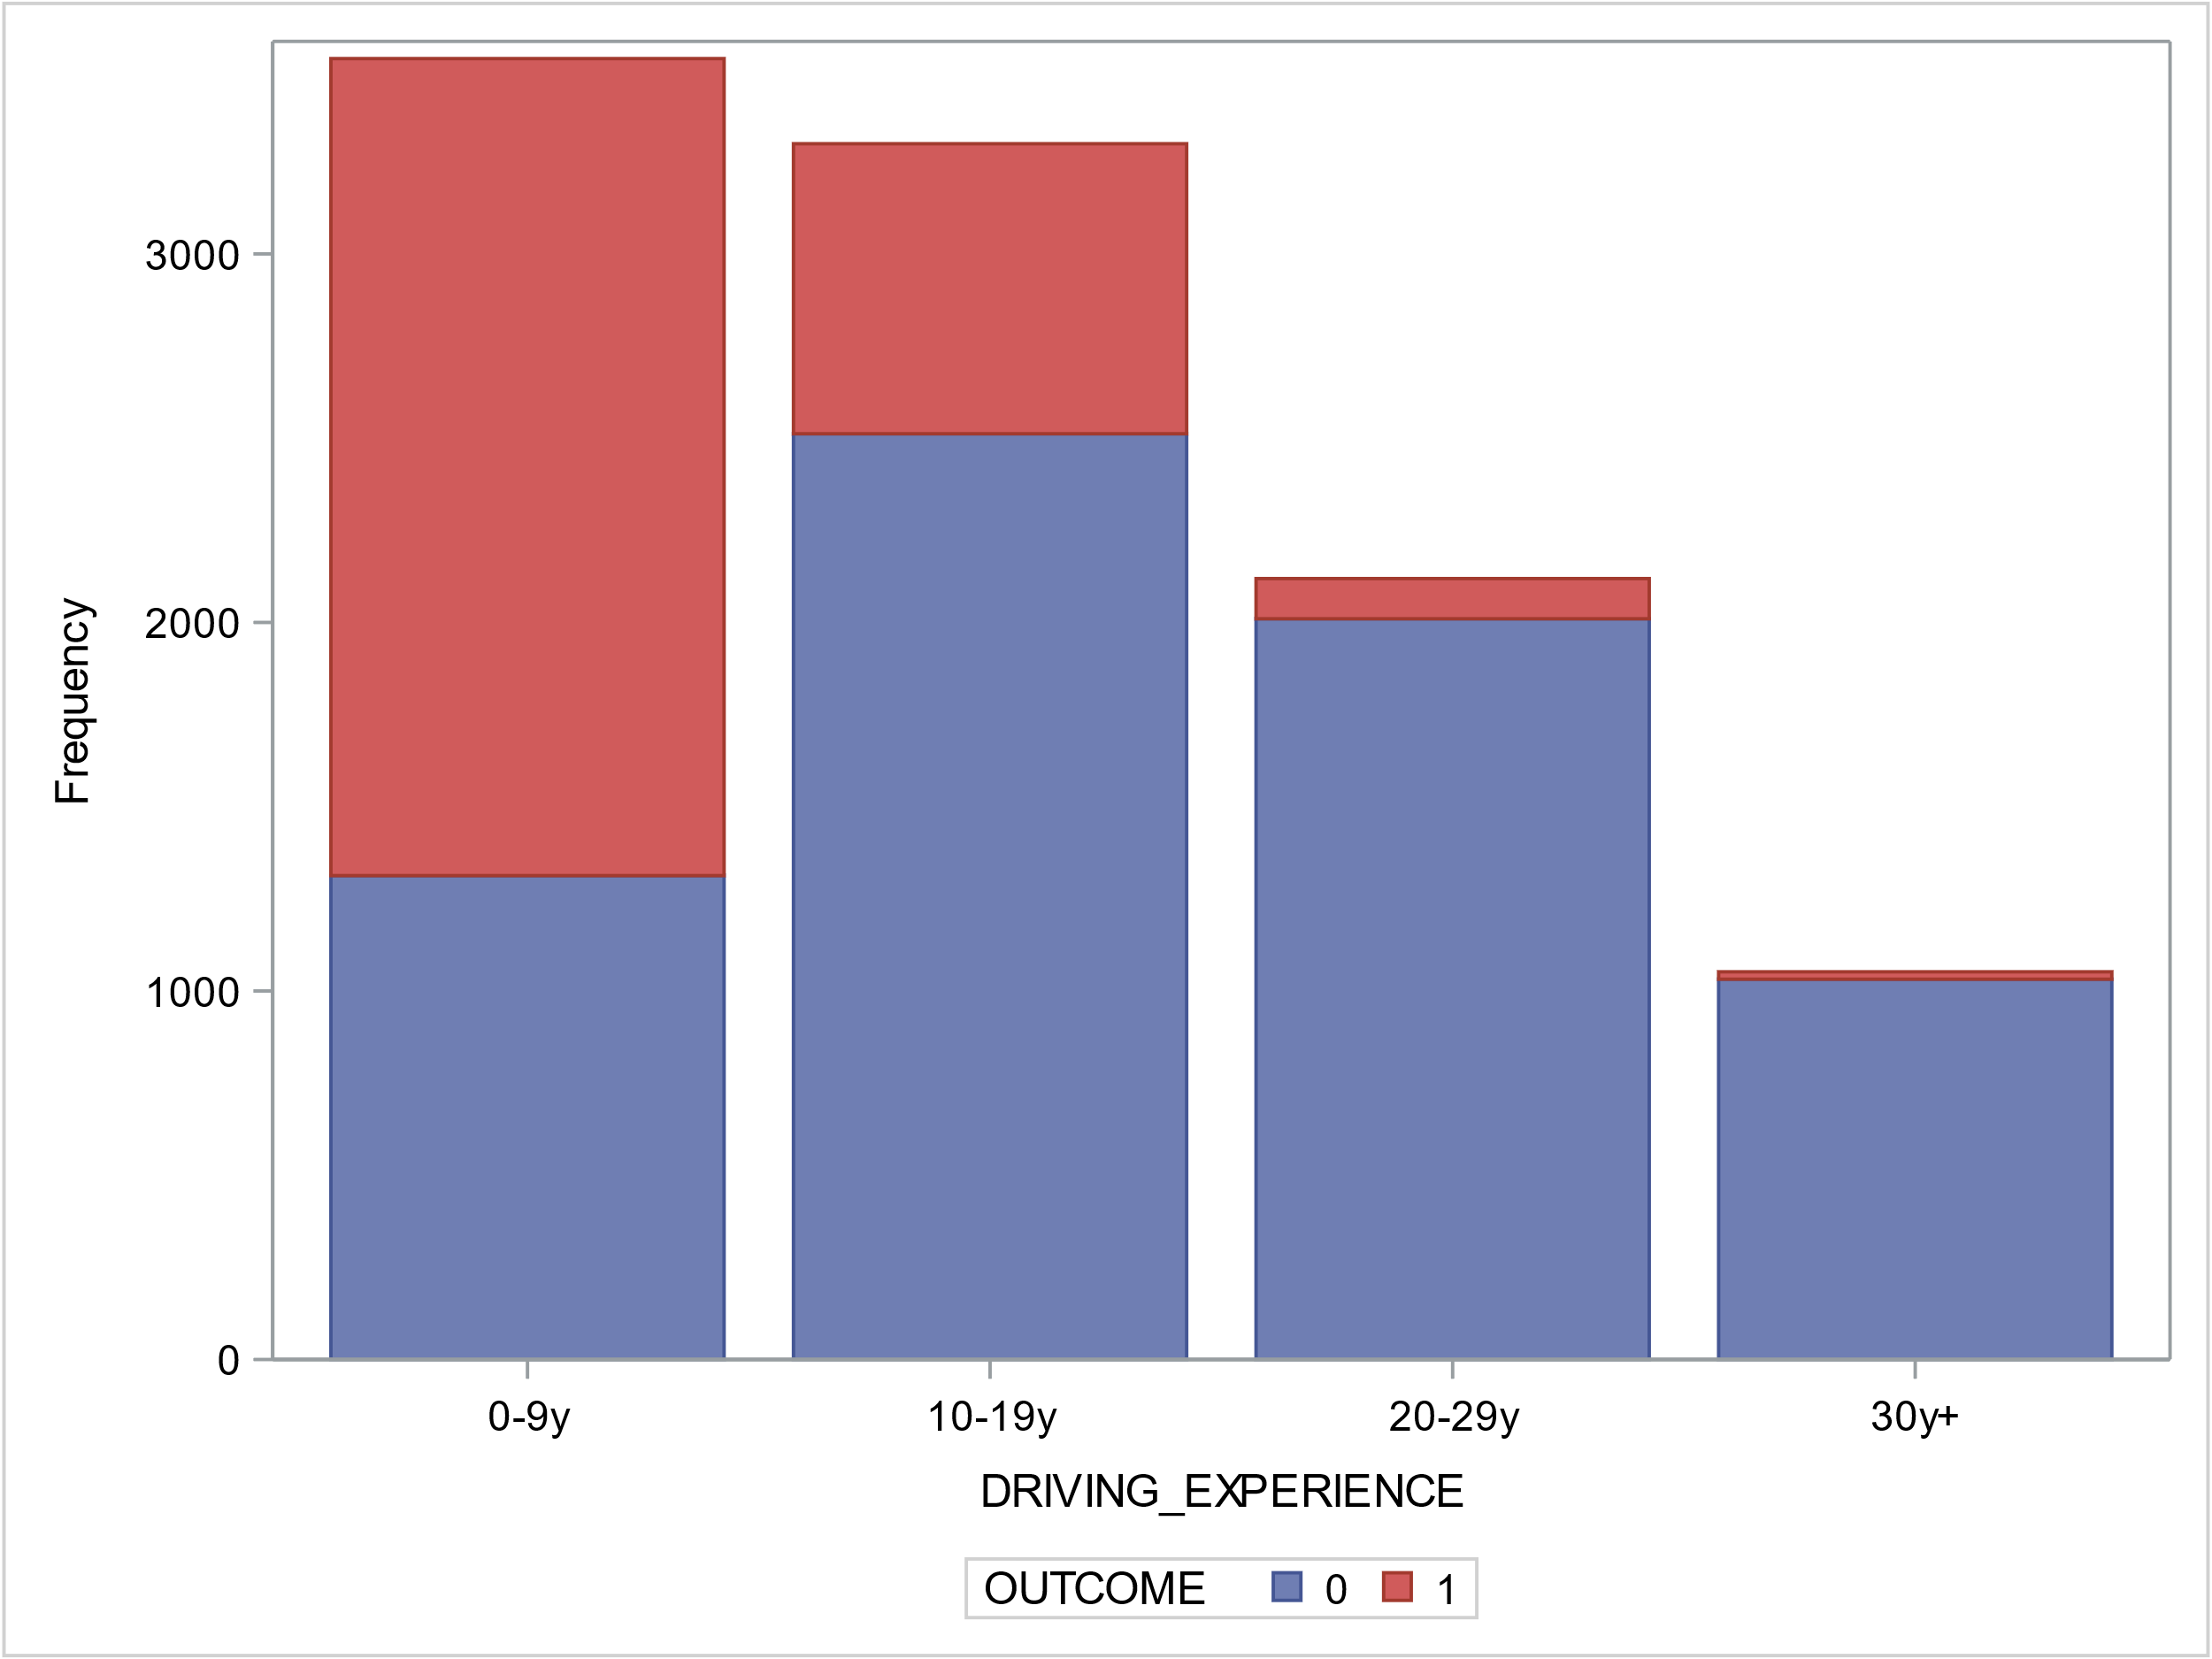 3000
2000
1000
0
Frequency
0-9y 10-19y 20-29y 30y+
DRIVING_EXPERIENCE
OUTCOME 0 1